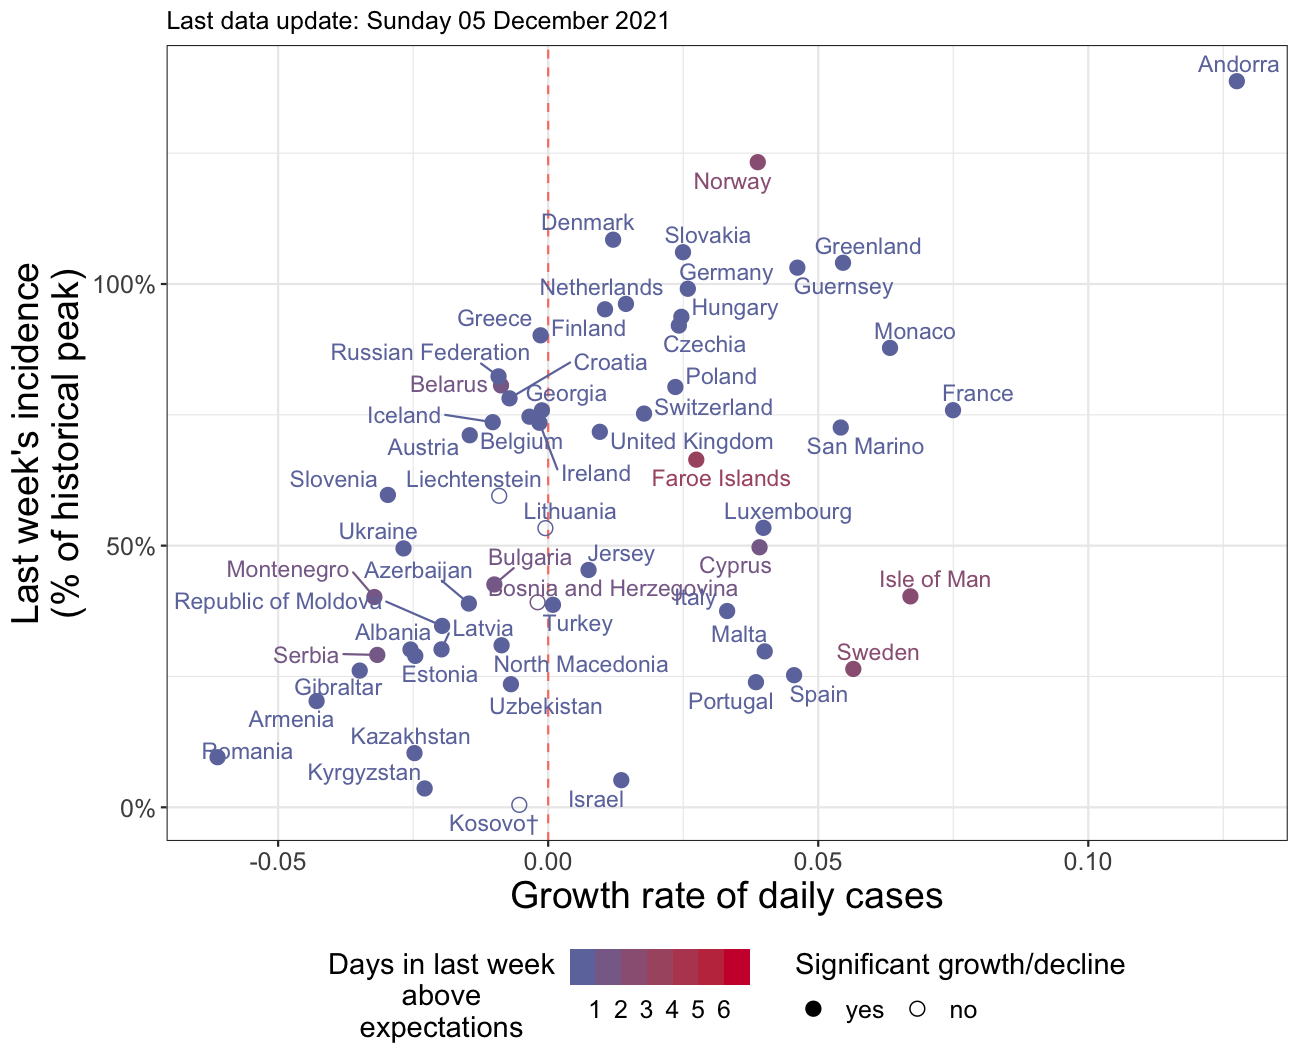 Last data update: Sunday 05 December 2021
Last week's incidence
(% of historical peak)
100%
50%
0%
Andorra
Norway
Denmark
Slovakia
Greenland
Germany
Guernsey
Netherlands
Hungary
Greece
Finland
Monaco
Czechia
Russian Federation
Croatia
Belarus
Poland
Georgia
France
Iceland
Switzerland
Austria
Belgium
United Kingdom
San Marino
Ireland
Slovenia
Liechtenstein
Faroe Islands
Lithuania
Luxembourg
Ukraine
Bulgaria
Jersey
Montenegro
Azerbaijan
Cyprus
Isle of Man
Bosnia and Herzegovina
Republic of Moldova
Italy
Turkey
Albania
Latvia
Malta
Serbia
Sweden
North Macedonia
Estonia
Gibraltar
Spain
Portugal
Uzbekistan
Armenia
Kazakhstan
Romania
Kyrgyzstan
Israel
Kosovo†
-0.05
0.00
0.05
0.10
Growth rate of daily cases
Days in last week
above
expectations
1 2 3 4 5 6
Significant growth/decline
yes
no